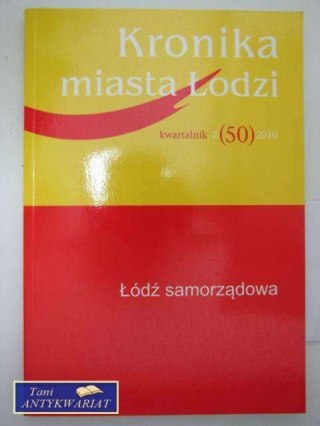 Kronika
miasta Łodzi
kwartalnik 2 (50) 2010
Łódź samorządowa
Tani
ANTYKWARIAT